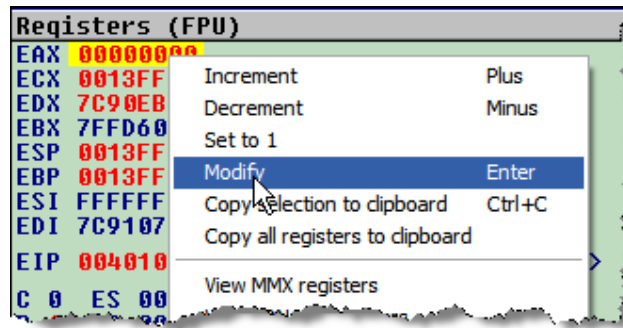 Registers (FPU)
EAX 00000000
ECX 0013FF
EDX 7C90EB
EBX 7FFD60
ESP 0013FF
EBP 0013FF
ESI FFFFFF
EDI 7C9107
EIP 004010
C 0 ES 00
Increment Plus
Decrement Minus
Set to 1
Modify Enter
Copy selection to clipboard Ctrl+C
Copy all registers to clipboard
View MMX registers